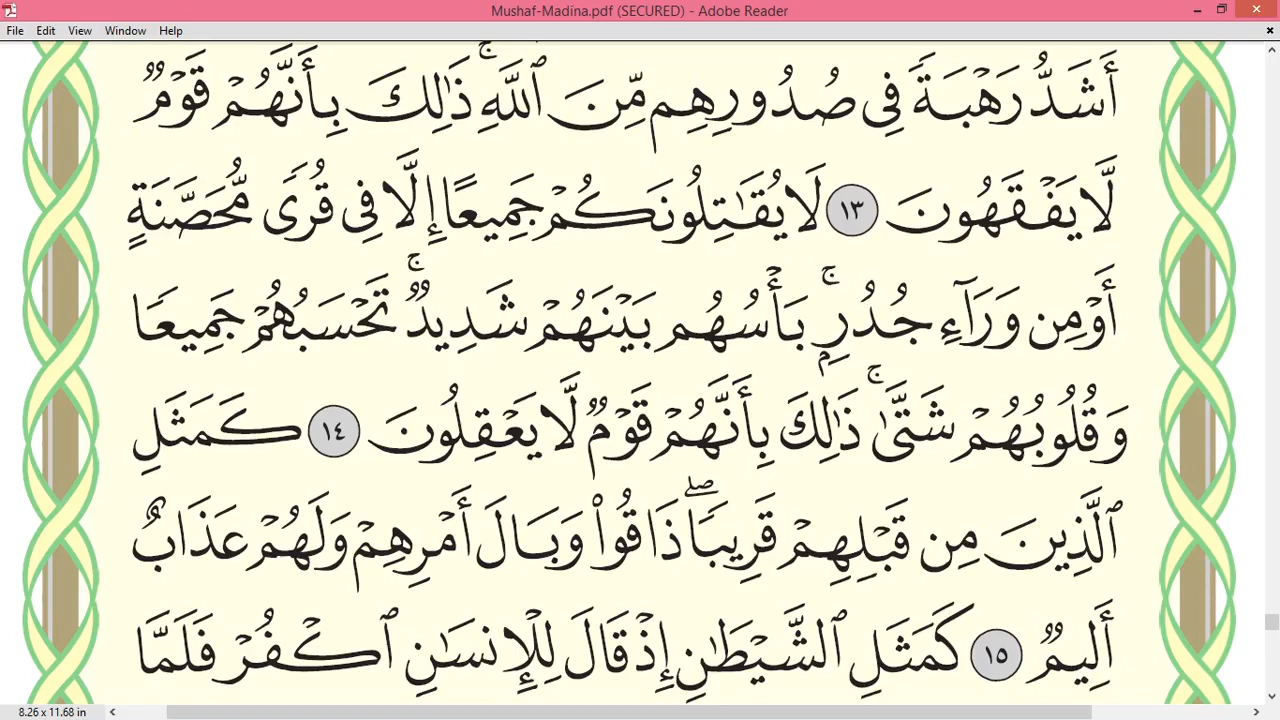 Mushaf-Madina.pdf (SECURED) - Adobe Reader
File Edit View Window Help
أَشَدُّ رَهْبَةً فِى صُدُورِهِم مِّنَ ٱللَّهِ ۚ ذَٰلِكَ بِأَنَّهُمْ قَوْمٌ
لَّا يَفْقَهُونَ ١٣ لَا يُقَٰتِلُونَكُمْ جَمِيعًا إِلَّا فِى قُرًى مُّحَصَّنَةٍ
أَوْ مِن وَرَآءِ جُدُرٍۭ ۚ بَأْسُهُم بَيْنَهُمْ شَدِيدٌ ۚ تَحْسَبُهُمْ جَمِيعًا
وَقُلُوبُهُمْ شَتَّىٰ ۚ ذَٰلِكَ بِأَنَّهُمْ قَوْمٌ لَّا يَعْقِلُونَ ١٤ كَمَثَلِ
ٱلَّذِينَ مِن قَبْلِهِمْ قَرِيبًا ۖ ذَاقُوا۟ وَبَالَ أَمْرِهِمْ وَلَهُمْ عَذَابٌ
أَلِيمٌ ١٥ كَمَثَلِ ٱلشَّيْطَٰنِ إِذْ قَالَ لِلْإِنسَٰنِ ٱكْفُرْ فَلَمَّا
8.26 x 11.68 in